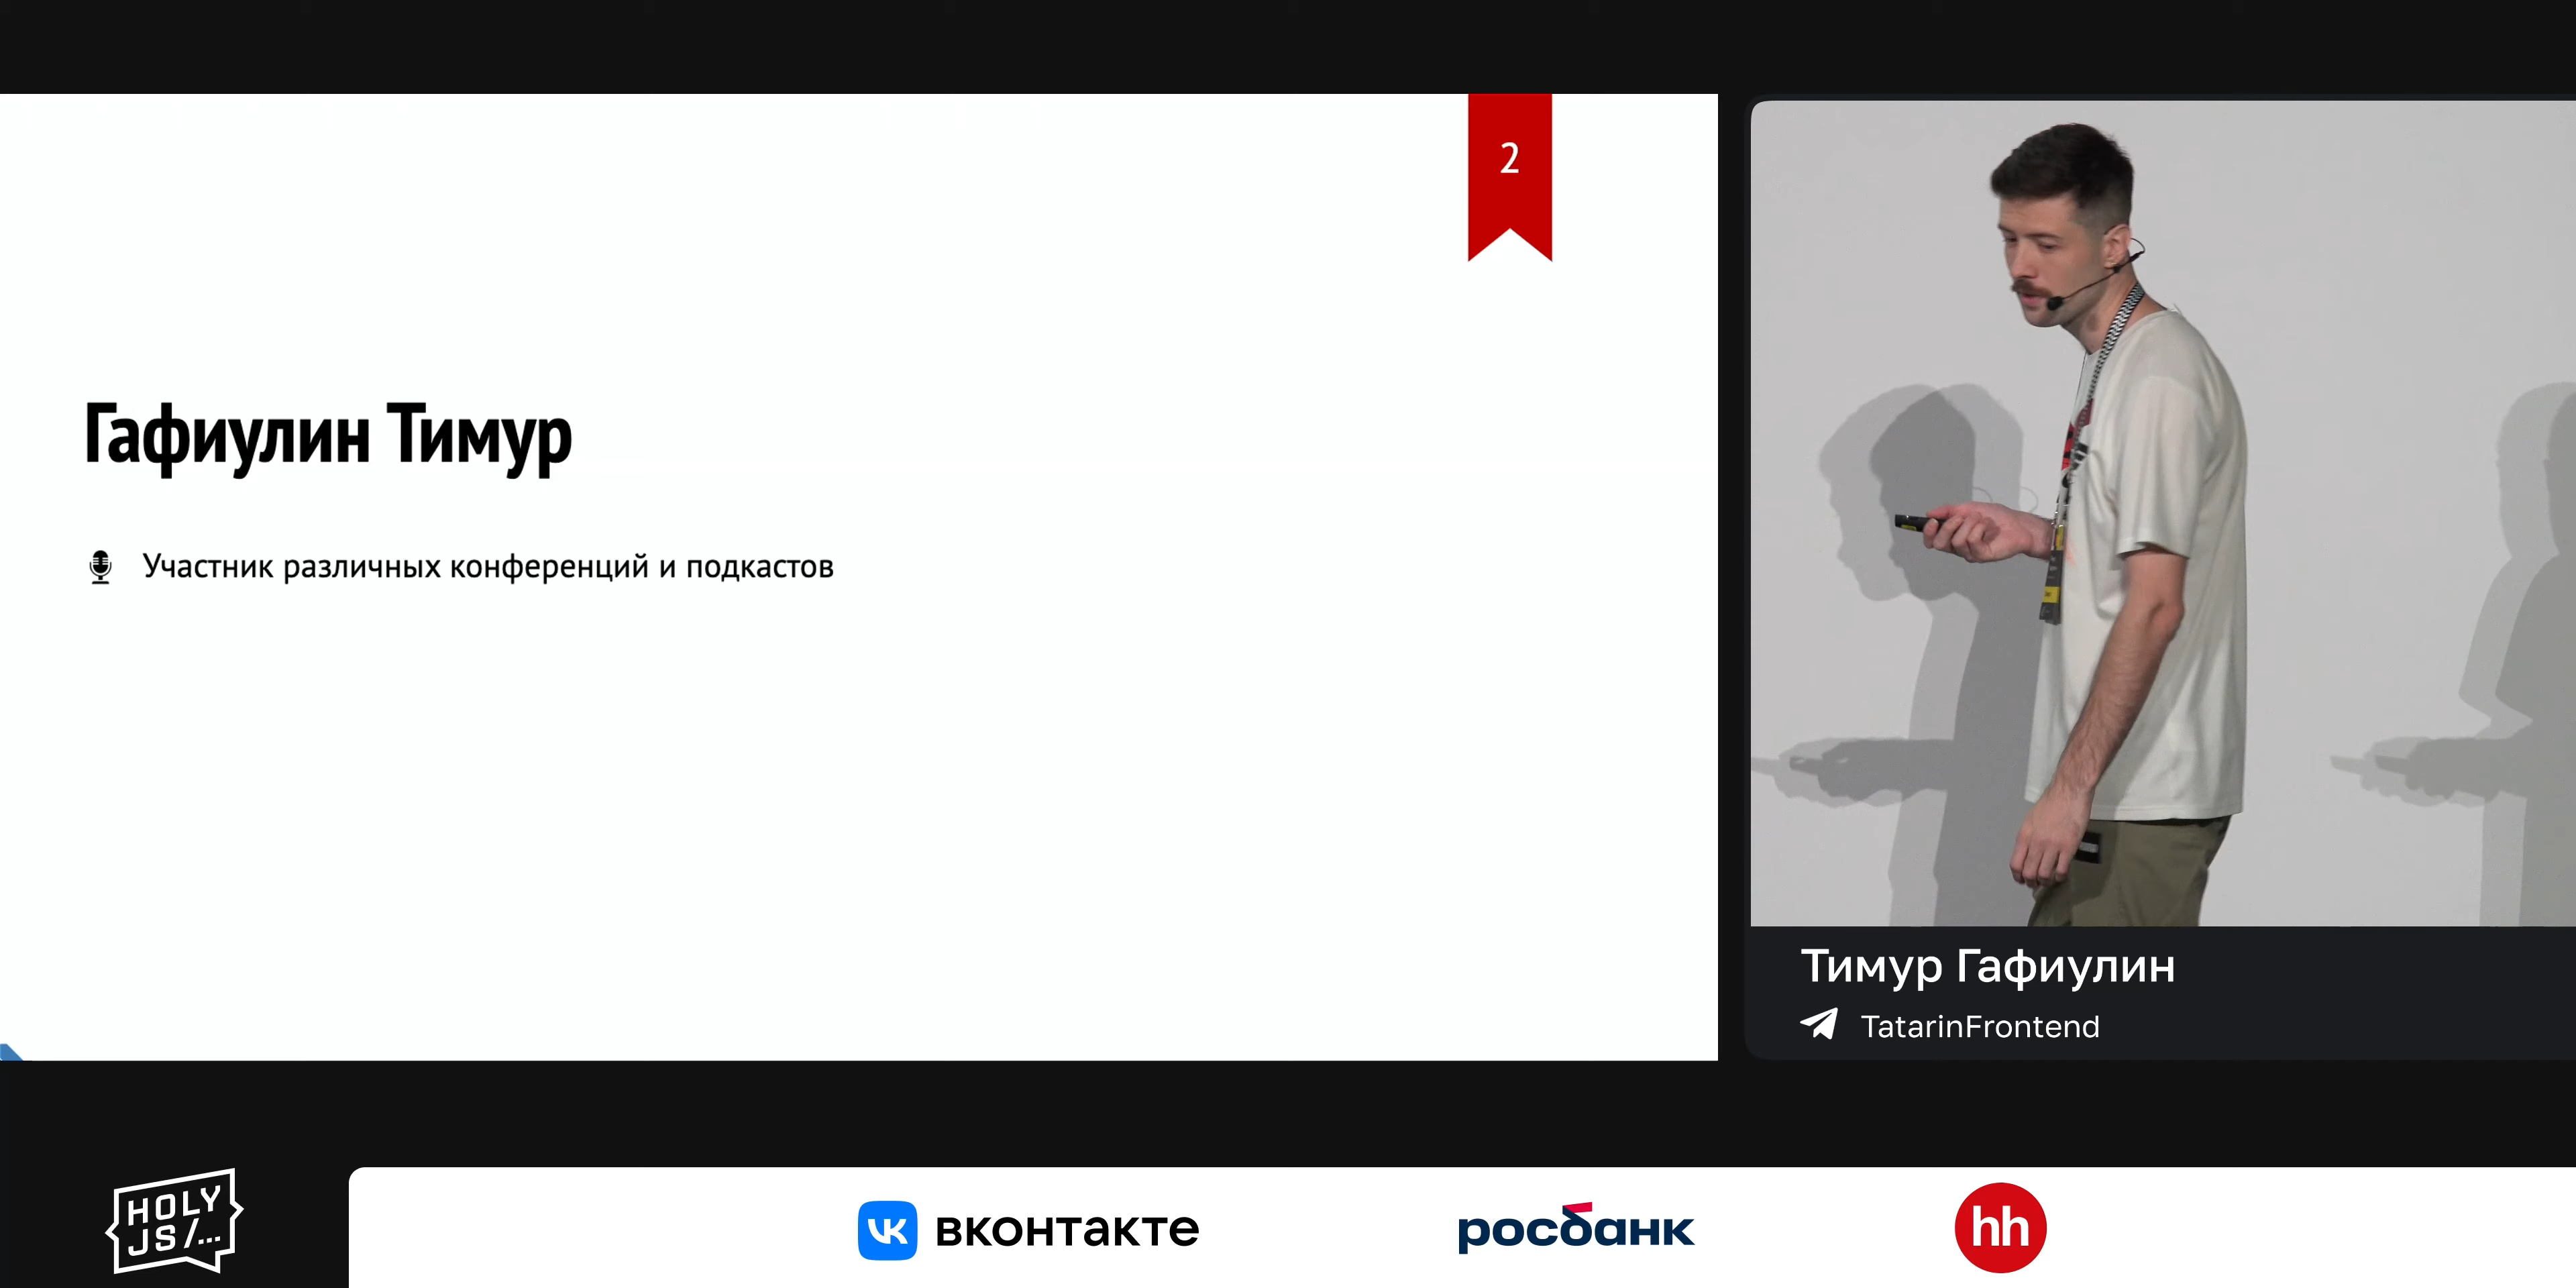 2
Гафиулин Тимур
Участник различных конференций и подкастов
Тимур Гафиулин
TatarinFrontend
HOLY
JS/...
вконтакте
росбанк
hh